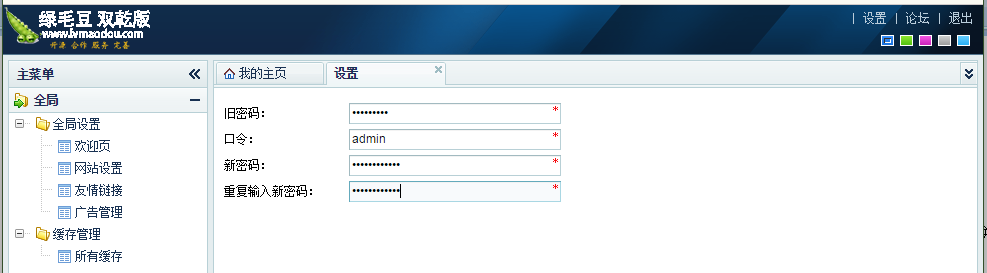 绿毛豆 双乾版
www.lvmaodou.com
开源 合作 服务 完善
| 设置 | 论坛 | 退出
主菜单
全局
全局设置
欢迎页
网站设置
友情链接
广告管理
缓存管理
所有缓存
我的主页
设置
旧密码： ••••••••• *
口令： admin *
新密码： •••••••••••• *
重复输入新密码： •••••••••••• *